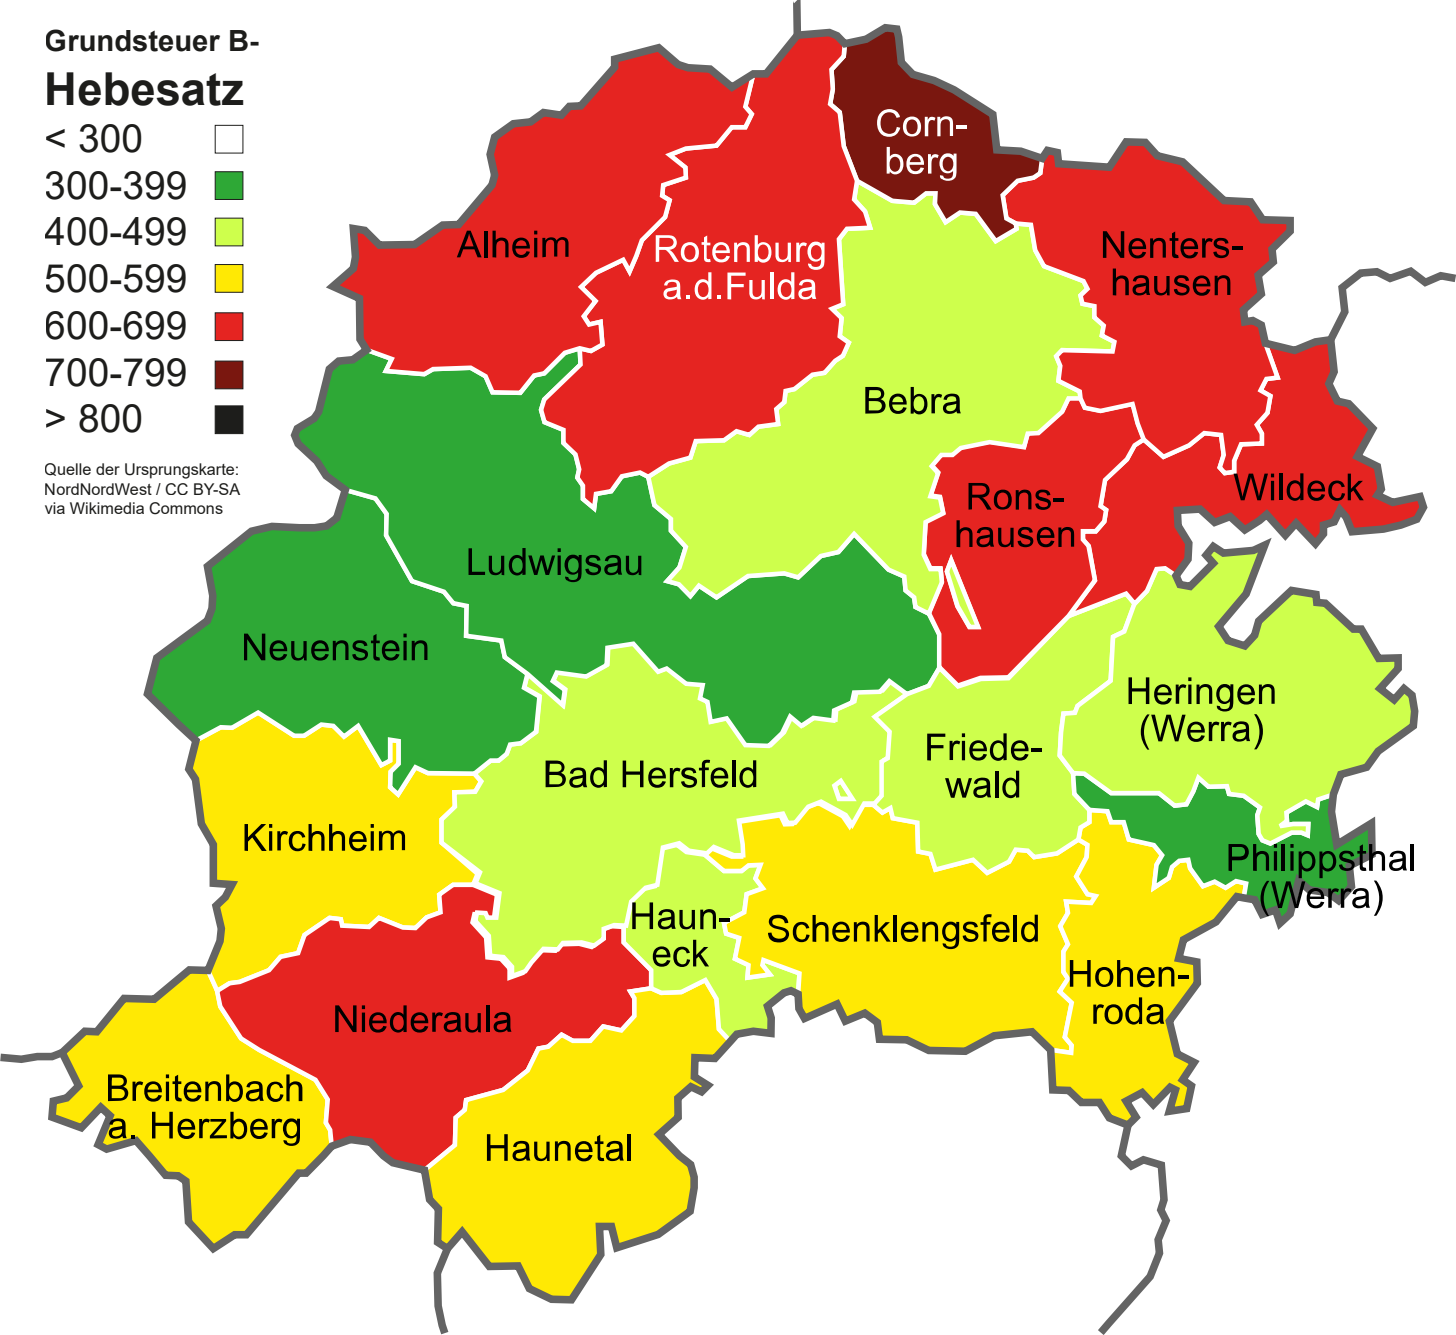 Grundsteuer B-
Hebesatz
< 300
300-399
400-499
500-599
600-699
700-799
> 800
Quelle der Ursprungskarte:
NordNordWest / CC BY-SA
via Wikimedia Commons
Corn-
berg
Alheim
Rotenburg
a.d.Fulda
Nenters-
hausen
Bebra
Wildeck
Rons-
hausen
Ludwigsau
Neuenstein
Heringen
(Werra)
Friede-
wald
Bad Hersfeld
Kirchheim
Philippsthal
(Werra)
Haun-
eck
Schenklengsfeld
Hohen-
roda
Niederaula
Breitenbach
a. Herzberg
Haunetal